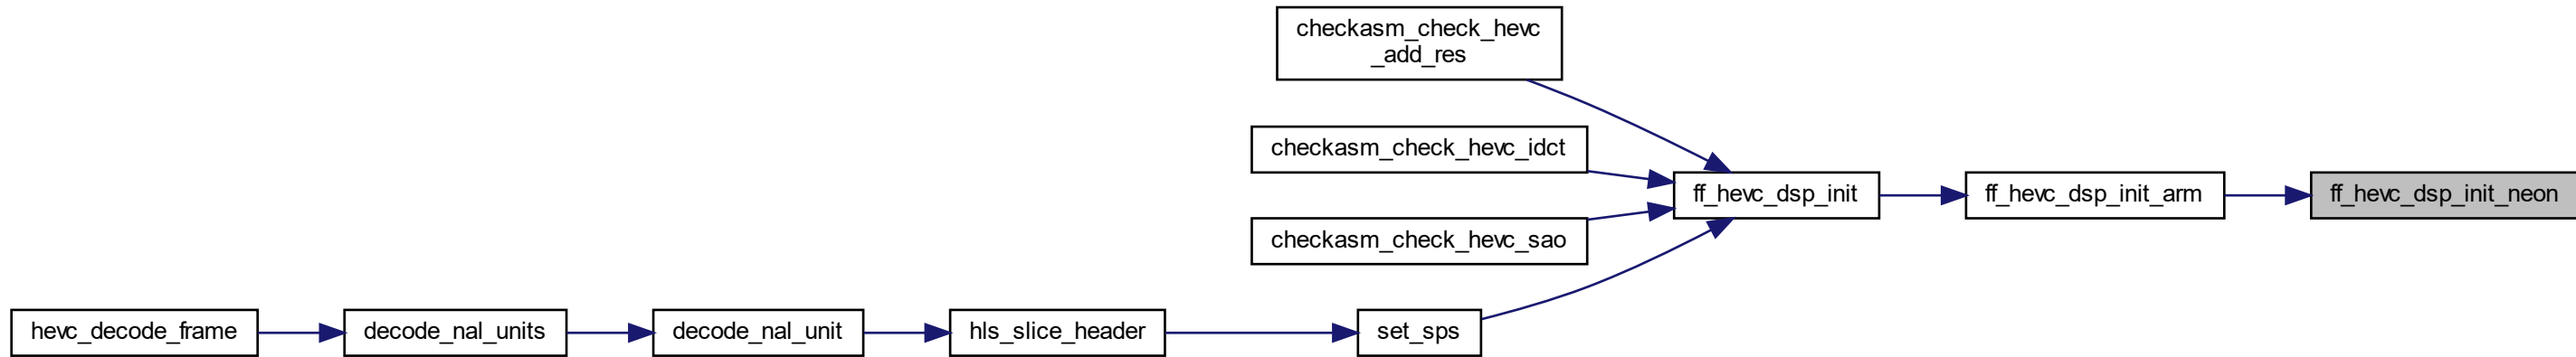 checkasm_check_hevc
_add_res
checkasm_check_hevc_idct
ff_hevc_dsp_init
ff_hevc_dsp_init_arm
ff_hevc_dsp_init_neon
checkasm_check_hevc_sao
hevc_decode_frame
decode_nal_units
decode_nal_unit
hls_slice_header
set_sps